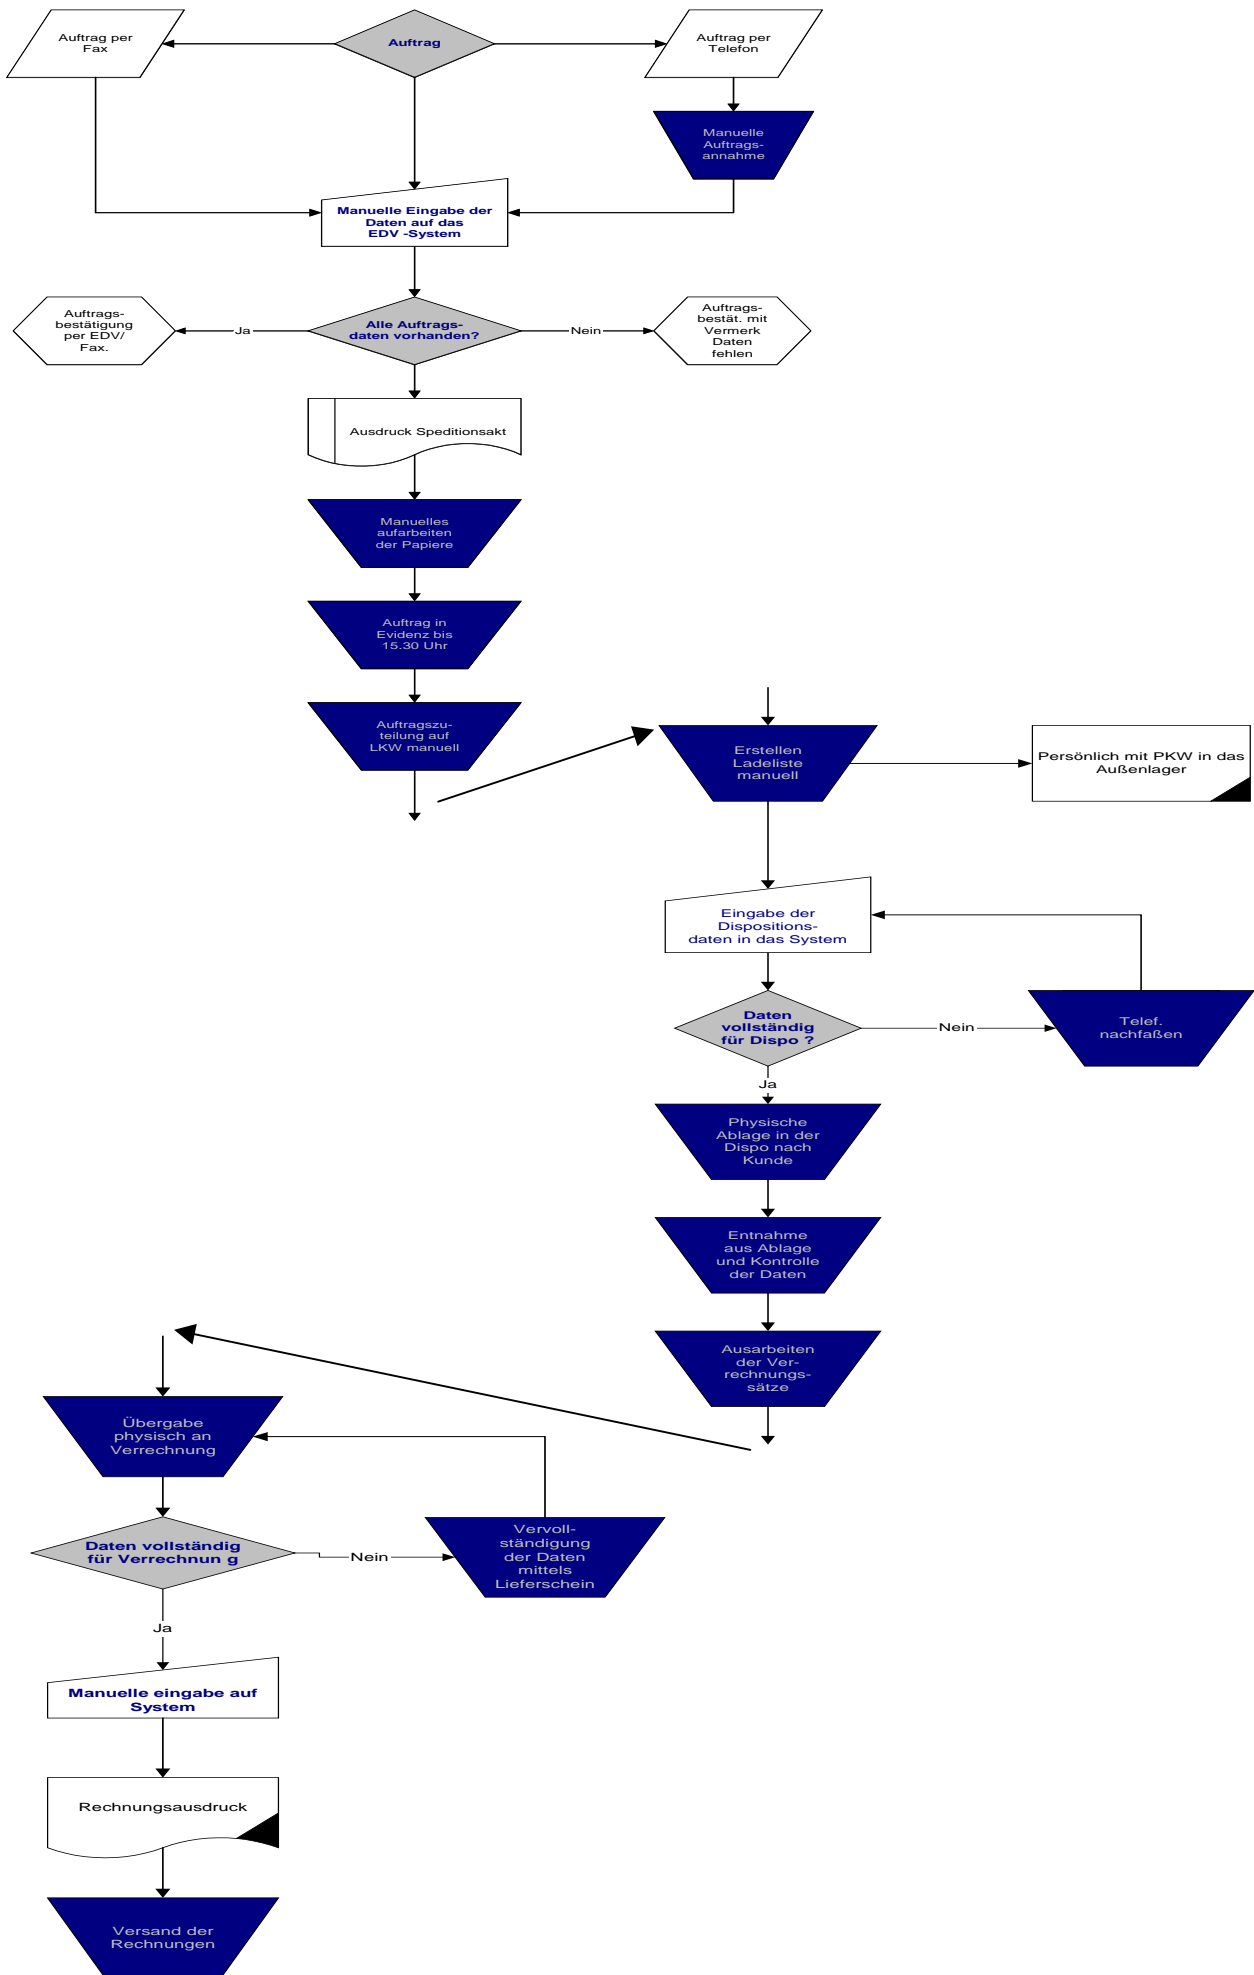 Auftrag per
Fax
Auftrag
Auftrag per
Telefon
Manuelle
Auftrags-
annahme
Manuelle Eingabe der
Daten auf das
EDV -System
Auftrags-
bestätigung
per EDV/
Fax.
Ja
Alle Auftrags-
daten vorhanden?
Nein
Auftrags-
bestät. mit
Vermerk
Daten
fehlen
Ausdruck Speditionsakt
Manuelles
aufarbeiten
der Papiere
Auftrag in
Evidenz bis
15.30 Uhr
Auftragszu-
teilung auf
LKW manuell
Erstellen
Ladeliste
manuell
Persönlich mit PKW in das
Außenlager
Eingabe der
Dispositions-
daten in das System
Daten
vollständig
für Dispo ?
Nein
Telef.
nachfaßen
Ja
Physische
Ablage in der
Dispo nach
Kunde
Entnahme
aus Ablage
und Kontrolle
der Daten
Ausarbeiten
der Ver-
rechnungs-
sätze
Übergabe
physisch an
Verrechnung
Daten vollständig
für Verrechnun g
Nein
Vervoll-
ständigung
der Daten
mittels
Lieferschein
Ja
Manuelle eingabe auf
System
Rechnungsausdruck
Versand der
Rechnungen